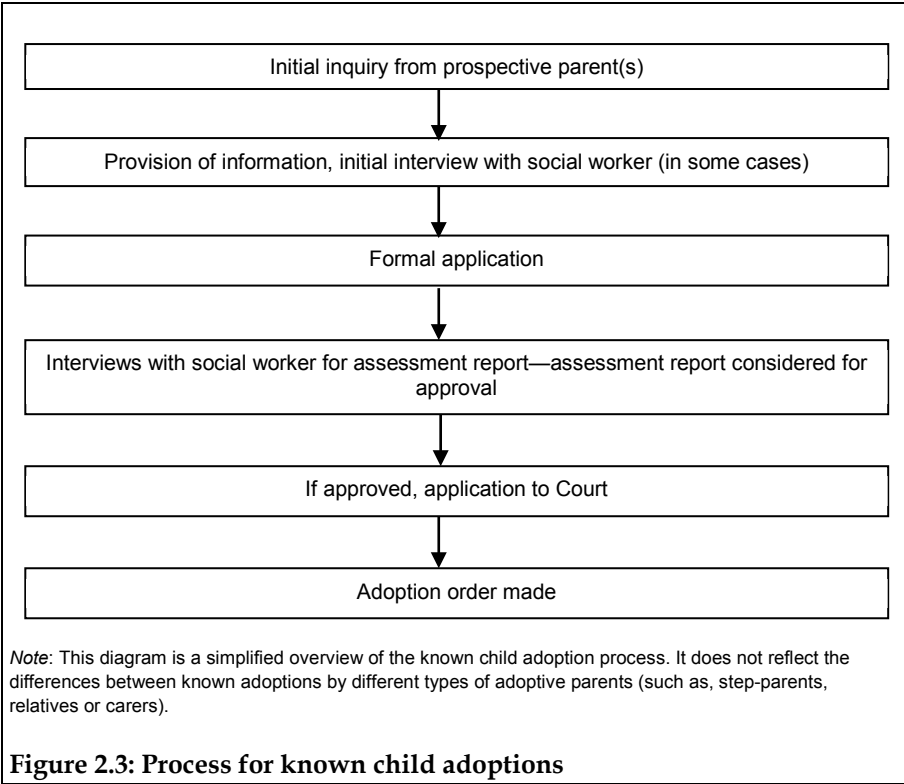 Initial inquiry from prospective parent(s)
Provision of information, initial interview with social worker (in some cases)
Formal application
Interviews with social worker for assessment report—assessment report considered for
approval
If approved, application to Court
Adoption order made
Note: This diagram is a simplified overview of the known child adoption process. It does not reflect the
differences between known adoptions by different types of adoptive parents (such as, step-parents,
relatives or carers).
Figure 2.3: Process for known child adoptions